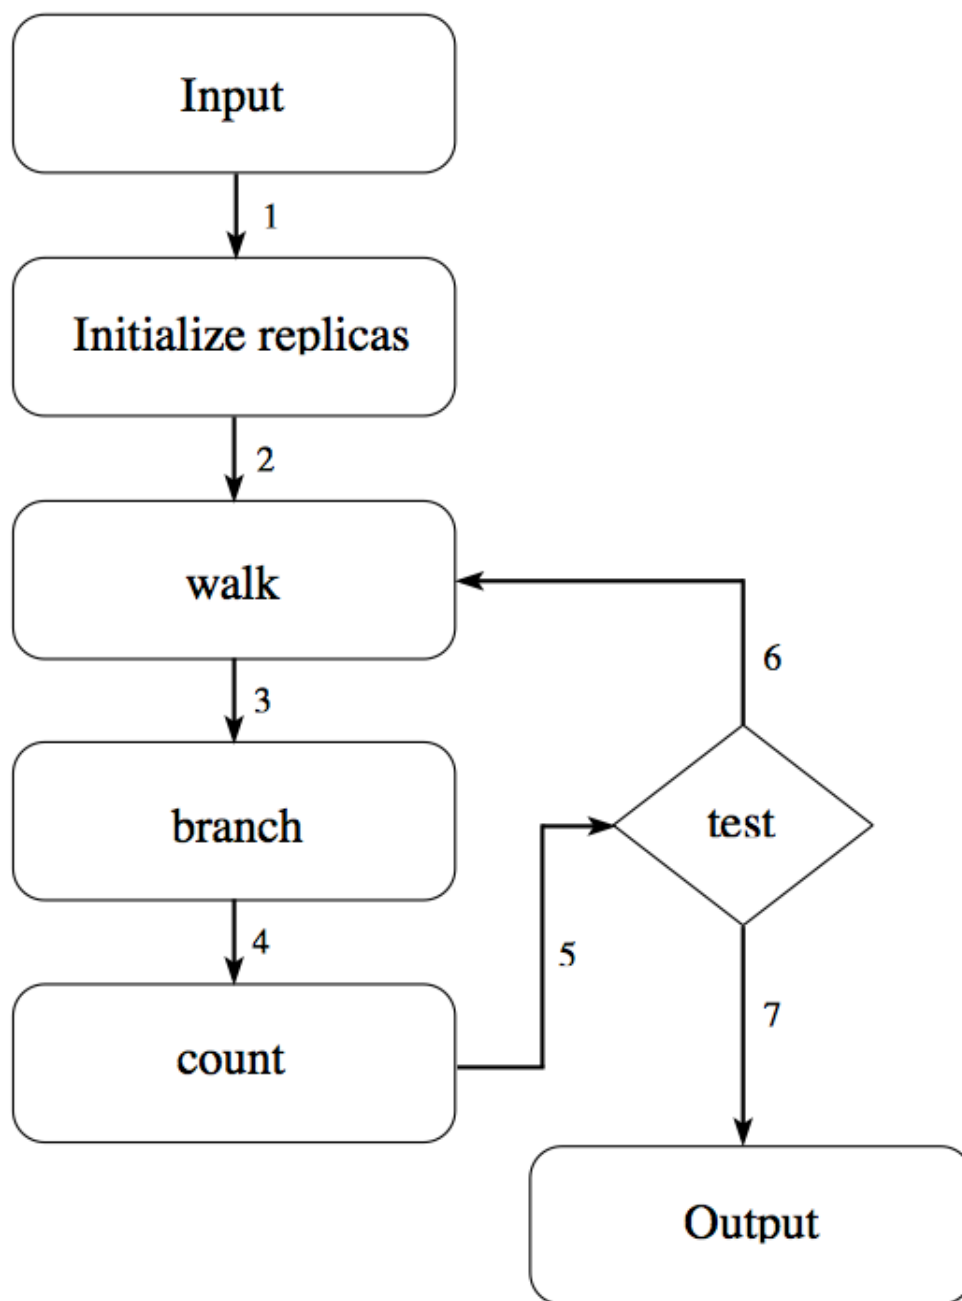 Input
1
Initialize replicas
2
walk
6
3
branch
test
4
5
7
count
Output